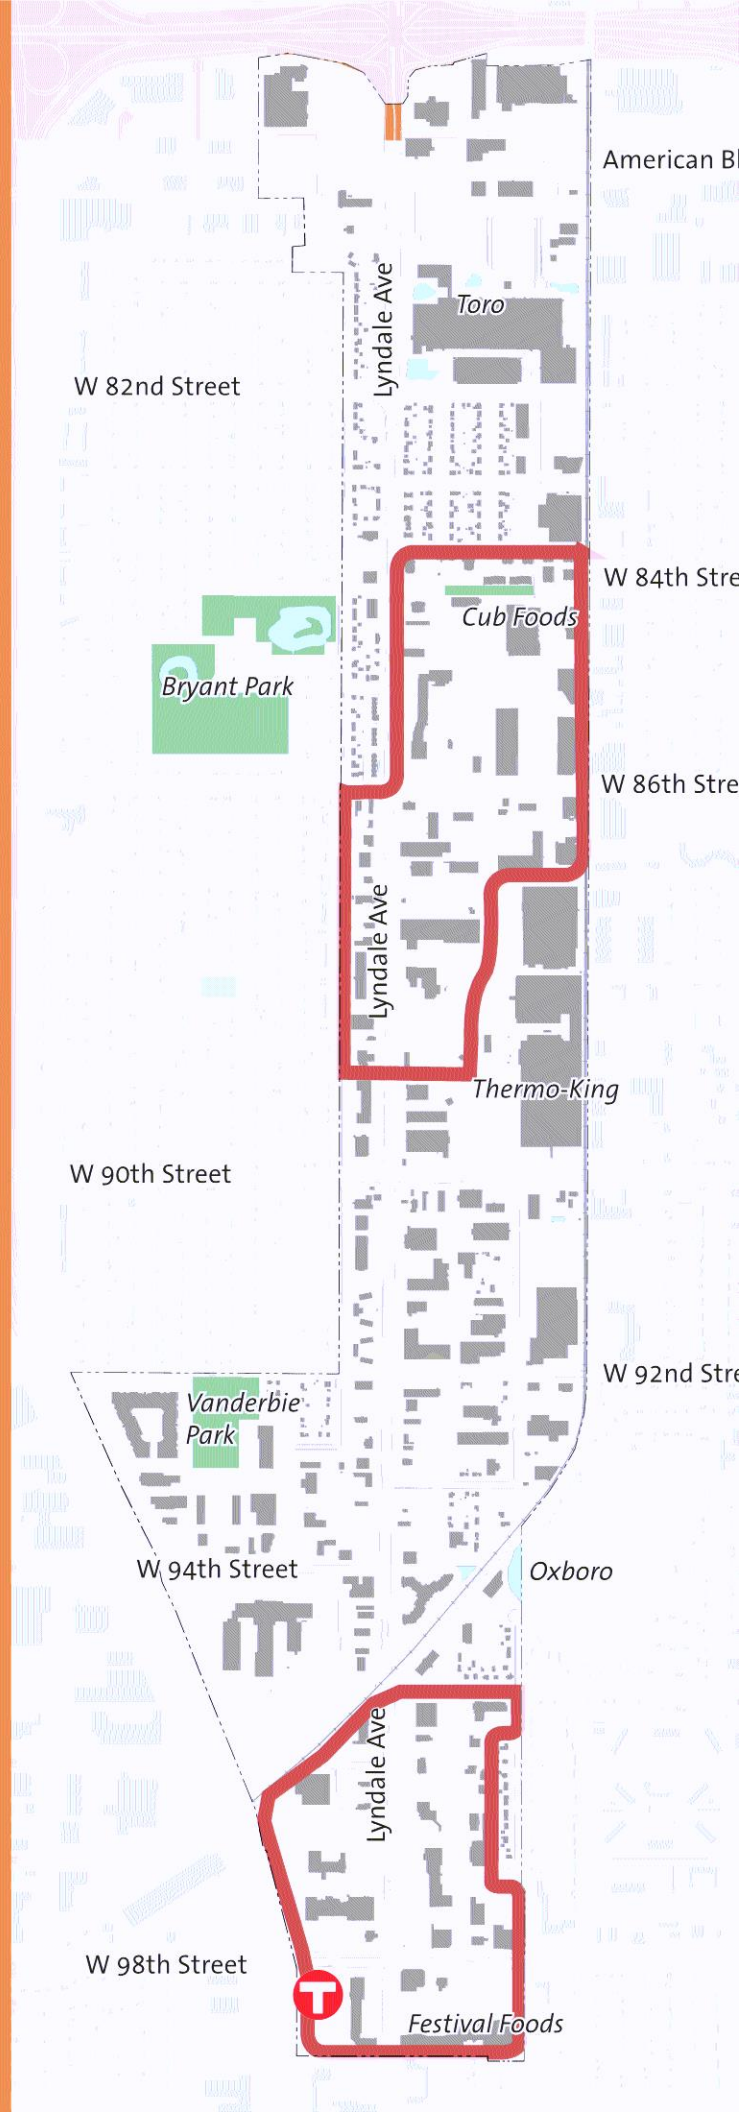 American Bl
Lyndale Ave
Toro
W 82nd Street
W 84th Stre
Cub Foods
Bryant Park
W 86th Stre
Lyndale Ave
Thermo-King
W 90th Street
W 92nd Stre
Vanderbie
Park
W 94th Street
Oxboro
Lyndale Ave
W 98th Street
T
Festival Foods